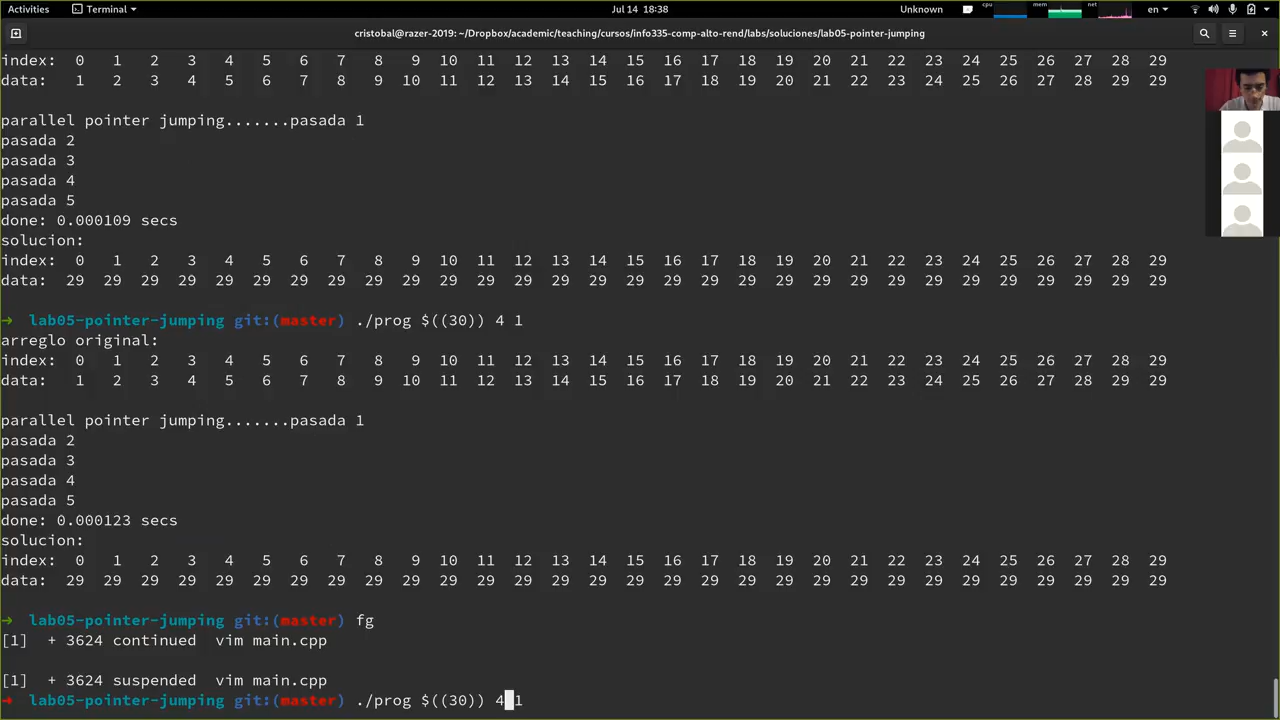 Activities Terminal Jul 14 18:38 Unknown cpu mem net en
cristobal@razer-2019: ~/Dropbox/academic/teaching/cursos/info335-comp-alto-rend/labs/soluciones/lab05-pointer-jumping
index: 0 1 2 3 4 5 6 7 8 9 10 11 12 13 14 15 16 17 18 19 20 21 22 23 24 25 26 27 28 29
data: 1 2 3 4 5 6 7 8 9 10 11 12 13 14 15 16 17 18 19 20 21 22 23 24 25 26 27 28 29 29
parallel pointer jumping.......pasada 1
pasada 2
pasada 3
pasada 4
pasada 5
done: 0.000109 secs
solucion:
index: 0 1 2 3 4 5 6 7 8 9 10 11 12 13 14 15 16 17 18 19 20 21 22 23 24 25 26 27 28 29
data: 29 29 29 29 29 29 29 29 29 29 29 29 29 29 29 29 29 29 29 29 29 29 29 29 29 29 29 29 29 29
→ lab05-pointer-jumping git:(master) ./prog $((30)) 4 1
arreglo original:
index: 0 1 2 3 4 5 6 7 8 9 10 11 12 13 14 15 16 17 18 19 20 21 22 23 24 25 26 27 28 29
data: 1 2 3 4 5 6 7 8 9 10 11 12 13 14 15 16 17 18 19 20 21 22 23 24 25 26 27 28 29 29
parallel pointer jumping.......pasada 1
pasada 2
pasada 3
pasada 4
pasada 5
done: 0.000123 secs
solucion:
index: 0 1 2 3 4 5 6 7 8 9 10 11 12 13 14 15 16 17 18 19 20 21 22 23 24 25 26 27 28 29
data: 29 29 29 29 29 29 29 29 29 29 29 29 29 29 29 29 29 29 29 29 29 29 29 29 29 29 29 29 29 29
→ lab05-pointer-jumping git:(master) fg
[1] + 3624 continued vim main.cpp
[1] + 3624 suspended vim main.cpp
→ lab05-pointer-jumping git:(master) ./prog $((30)) 4 1